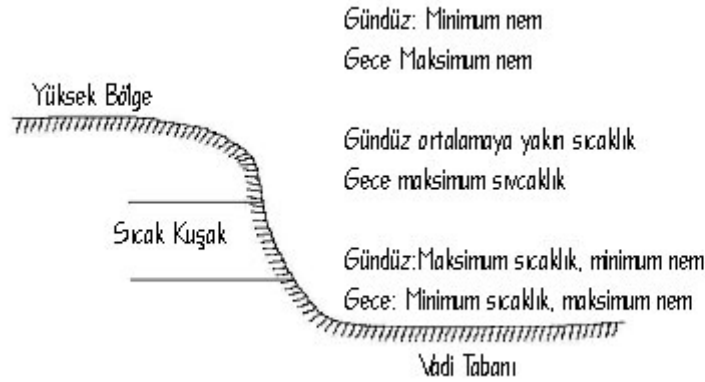 Gündüz: Minimum nem
Gece Maksimum nem
Yüksek Bölge
Gündüz artalamaya yakın sıcaklık
Gece maksimum sıvcaklık
Sıcak Kuşak
Gündüz:Maksimum sıcaklık, minimum nem
Gece: Minimum sıcaklık, maksimum nem
Vadi Tabanı